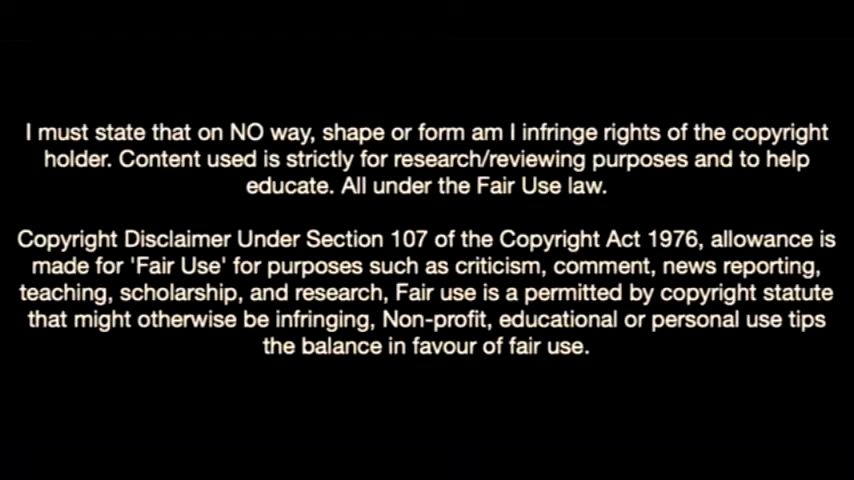 I must state that on NO way, shape or form am I infringe rights of the copyright
holder. Content used is strictly for research/reviewing purposes and to help
educate. All under the Fair Use law.
Copyright Disclaimer Under Section 107 of the Copyright Act 1976, allowance is
made for 'Fair Use' for purposes such as criticism, comment, news reporting,
teaching, scholarship, and research, Fair use is a permitted by copyright statute
that might otherwise be infringing, Non-profit, educational or personal use tips
the balance in favour of fair use.